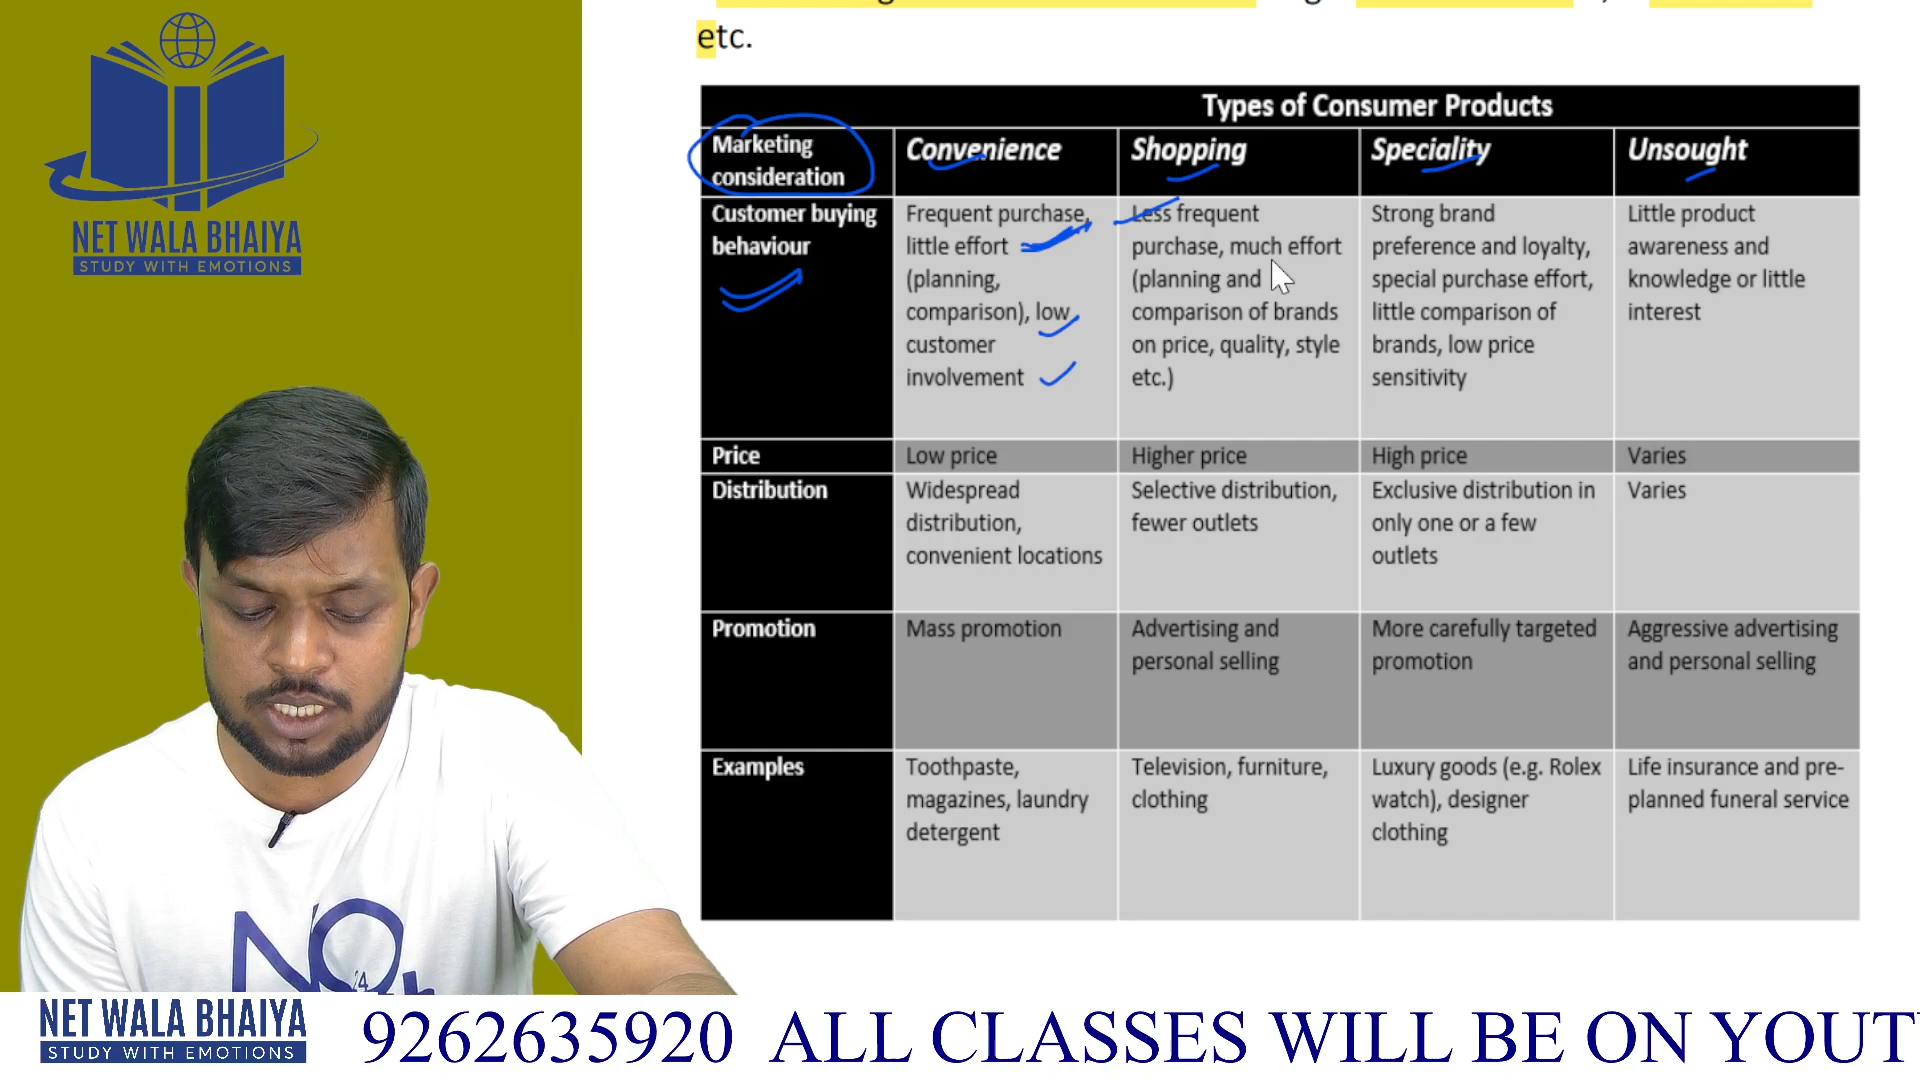 etc.
NET WALA BHAIYA
STUDY WITH EMOTIONS
Types of Consumer Products
Marketing consideration
Convenience
Shopping
Speciality
Unsought
Customer buying behaviour
Frequent purchase,
little effort
(planning,
comparison), low
customer
involvement
Less frequent
purchase, much effort
(planning and
comparison of brands
on price, quality, style
etc.)
Strong brand
preference and loyalty,
special purchase effort,
little comparison of
brands, low price
sensitivity
Little product
awareness and
knowledge or little
interest
Price
Low price
Higher price
High price
Varies
Distribution
Widespread
distribution,
convenient locations
Selective distribution,
fewer outlets
Exclusive distribution in
only one or a few
outlets
Varies
Promotion
Mass promotion
Advertising and
personal selling
More carefully targeted
promotion
Aggressive advertising
and personal selling
Examples
Toothpaste,
magazines, laundry
detergent
Television, furniture,
clothing
Luxury goods (e.g. Rolex
watch), designer
clothing
Life insurance and pre-
planned funeral service
NET WALA BHAIYA
STUDY WITH EMOTIONS
9262635920 ALL CLASSES WILL BE ON YOUT